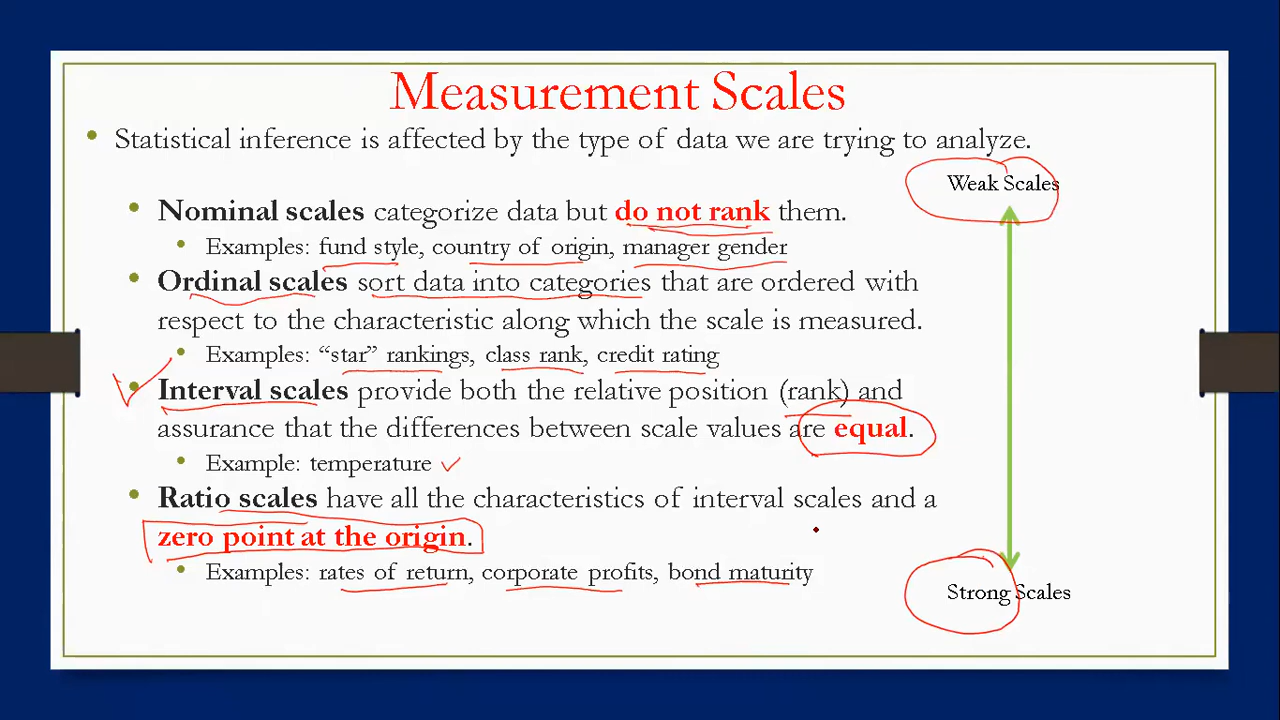 Measurement Scales
• Statistical inference is affected by the type of data we are trying to analyze.
Weak Scales
• Nominal scales categorize data but do not rank them.
• Examples: fund style, country of origin, manager gender
• Ordinal scales sort data into categories that are ordered with
respect to the characteristic along which the scale is measured.
• Examples: “star” rankings, class rank, credit rating
• Interval scales provide both the relative position (rank) and
assurance that the differences between scale values are equal.
• Example: temperature
• Ratio scales have all the characteristics of interval scales and a
zero point at the origin.
• Examples: rates of return, corporate profits, bond maturity
Strong Scales